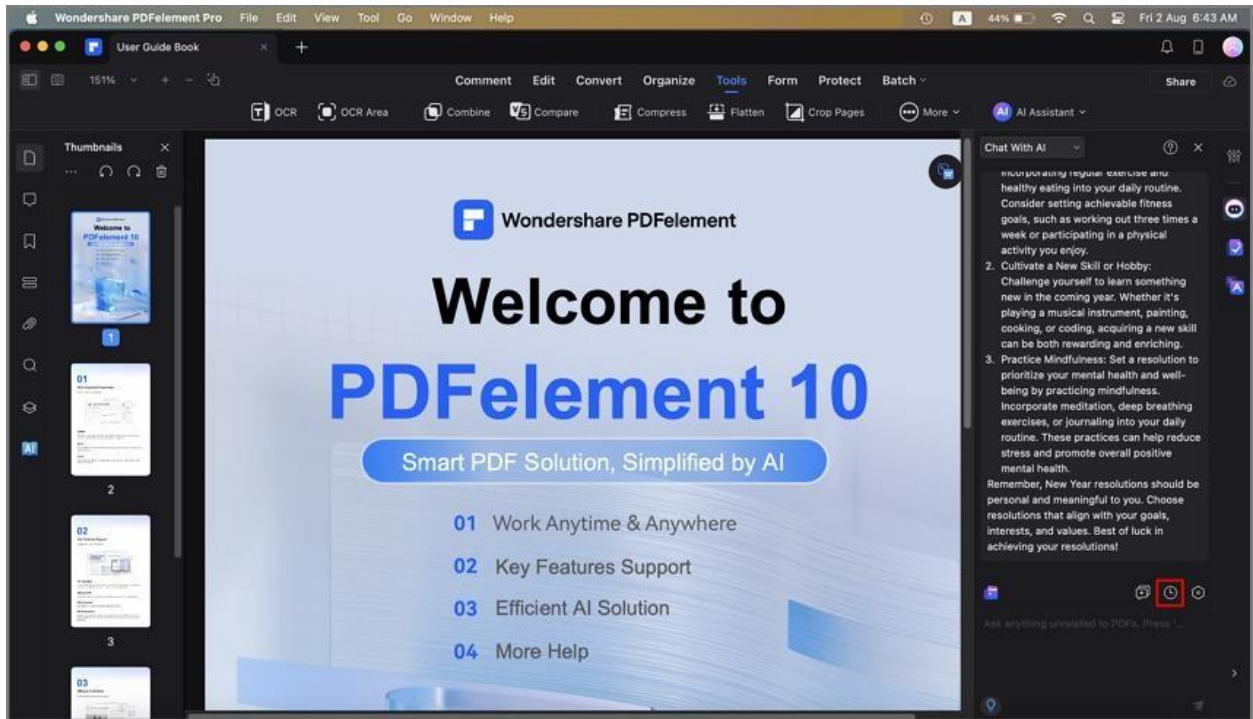 Wondershare PDFelement Pro File Edit View Tool Go Window Help
A 44% Fri 2 Aug 6:43 AM
User Guide Book
151%
Comment Edit Convert Organize Tools Form Protect Batch
Share
OCR OCR Area Combine Compare Compress Flatten Crop Pages More AI AI Assistant
Thumbnails
Welcome to
PDFelement 10
1
01
2
02
3
03
AI
Wondershare PDFelement
Welcome to
PDFelement 10
Smart PDF Solution, Simplified by AI
01 Work Anytime & Anywhere
02 Key Features Support
03 Efficient AI Solution
04 More Help
Chat With AI
incorporating regular exercise and
healthy eating into your daily routine.
Consider setting achievable fitness
goals, such as working out three times a
week or participating in a physical
activity you enjoy.
2. Cultivate a New Skill or Hobby:
Challenge yourself to learn something
new in the coming year. Whether it's
playing a musical instrument, painting,
cooking, or coding, acquiring a new skill
can be both rewarding and enriching.
3. Practice Mindfulness: Set a resolution to
prioritize your mental health and well-
being by practicing mindfulness.
Incorporate meditation, deep breathing
exercises, or journaling into your daily
routine. These practices can help reduce
stress and promote overall positive
mental health.
Remember, New Year resolutions should be
personal and meaningful to you. Choose
resolutions that align with your goals,
interests, and values. Best of luck in
achieving your resolutions!
Ask anything unrelated to PDFs. Press '...